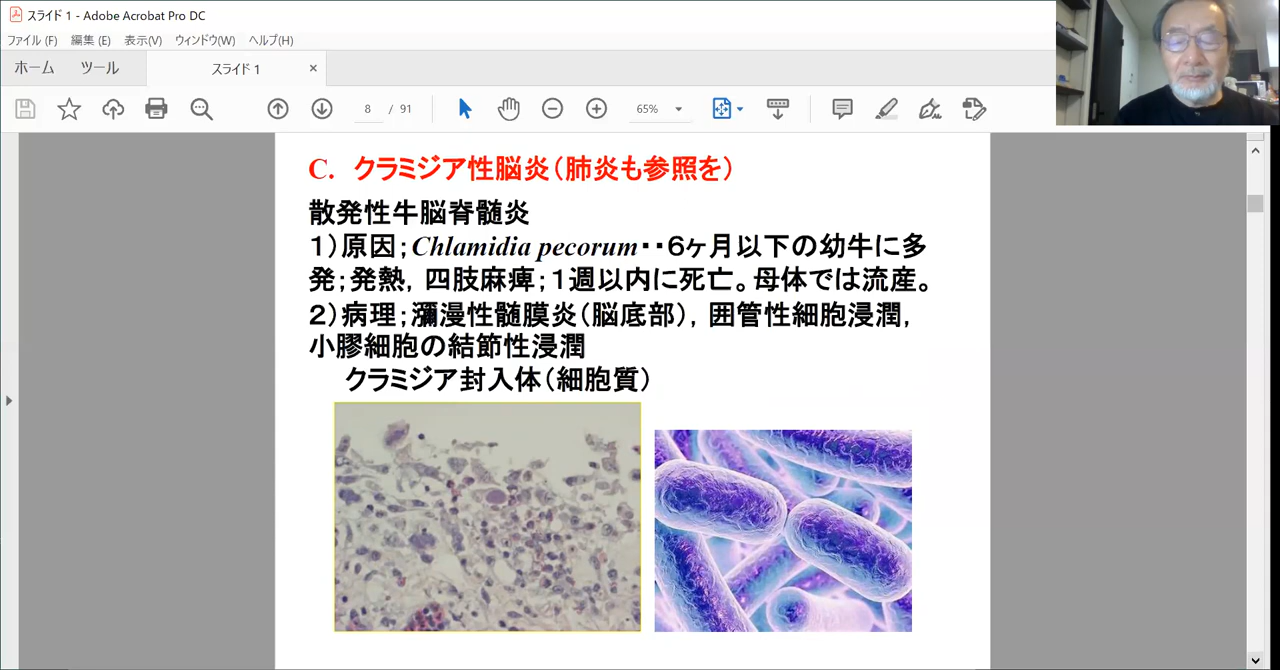 スライド 1 - Adobe Acrobat Pro DC
ファイル (F) 編集 (E) 表示(V) ウィンドウ(W) ヘルプ(H)
ホーム ツール スライド 1 ×
8 / 91 65%
C. クラミジア性脳炎（肺炎も参照を）
散発性牛脳脊髄炎
１）原因；Chlamidia pecorum・・６ヶ月以下の幼牛に多
発；発熱，四肢麻痺；１週以内に死亡。母体では流産。
２）病理；瀰漫性髄膜炎（脳底部），囲管性細胞浸潤，
小膠細胞の結節性浸潤
クラミジア封入体（細胞質）